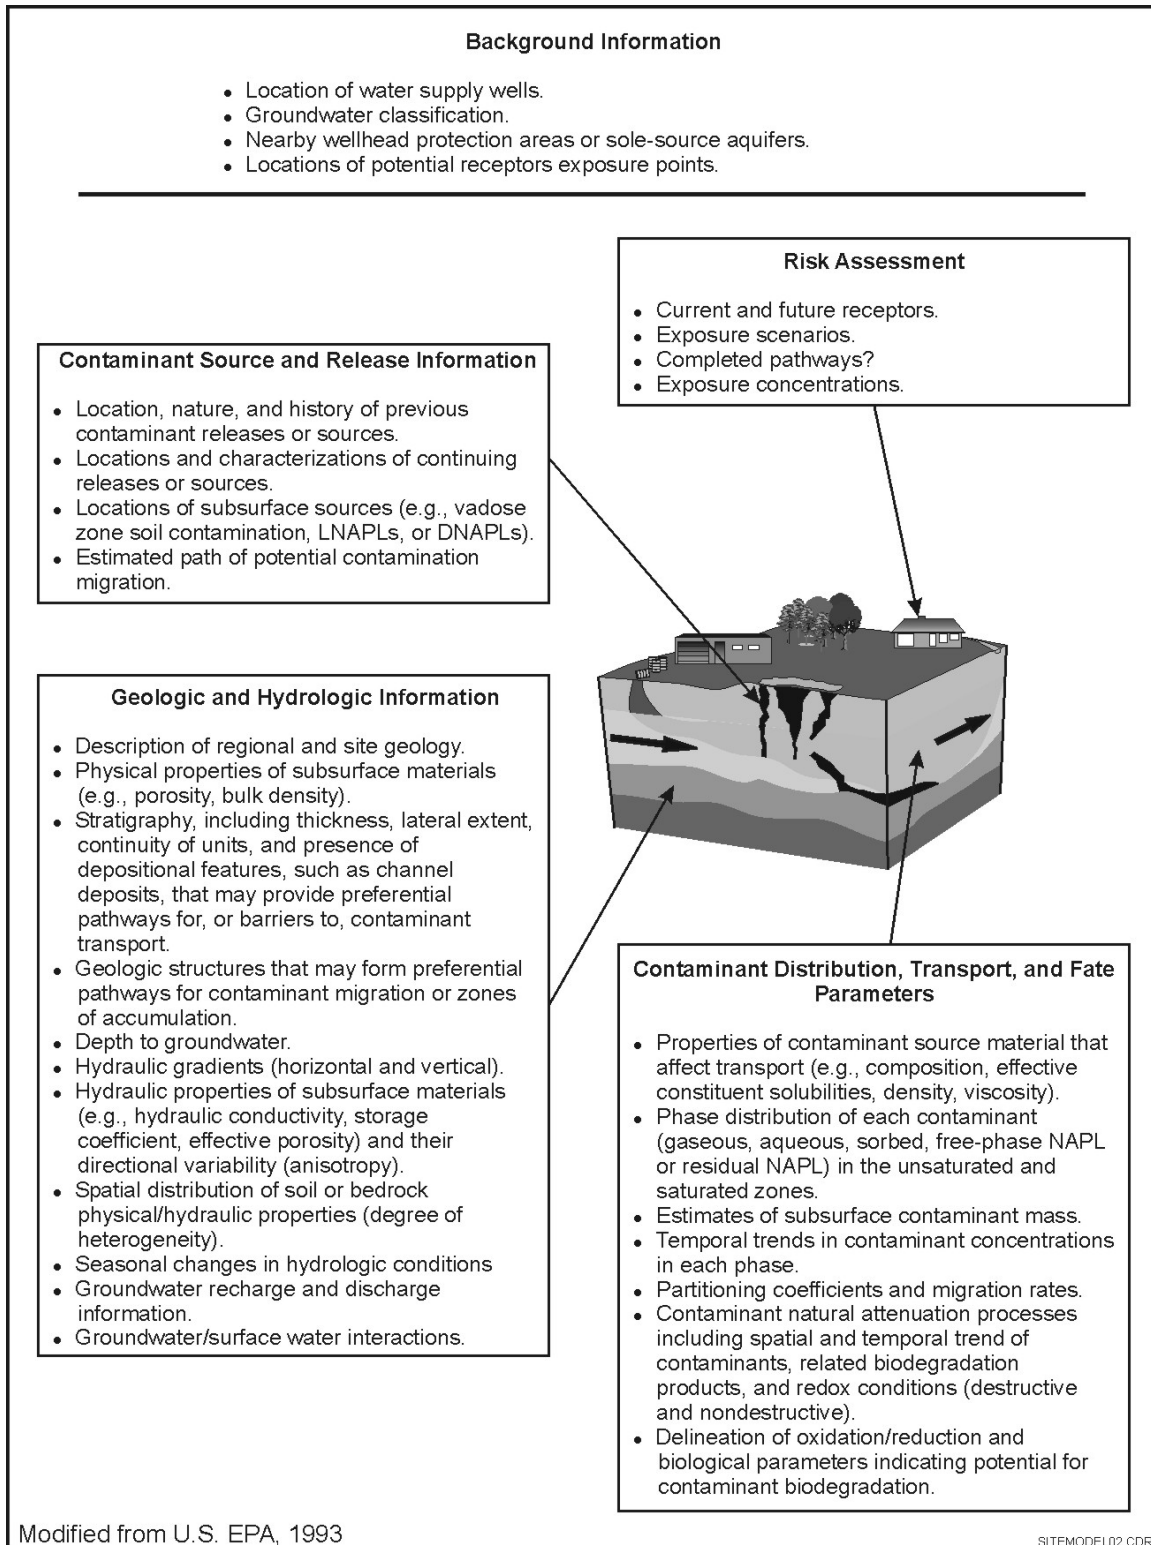 Background Information
• Location of water supply wells.
• Groundwater classification.
• Nearby wellhead protection areas or sole-source aquifers.
• Locations of potential receptors exposure points.
Risk Assessment
• Current and future receptors.
• Exposure scenarios.
• Completed pathways?
• Exposure concentrations.
Contaminant Source and Release Information
• Location, nature, and history of previous
contaminant releases or sources.
• Locations and characterizations of continuing
releases or sources.
• Locations of subsurface sources (e.g., vadose
zone soil contamination, LNAPLs, or DNAPLs).
• Estimated path of potential contamination
migration.
Geologic and Hydrologic Information
• Description of regional and site geology.
• Physical properties of subsurface materials
(e.g., porosity, bulk density).
• Stratigraphy, including thickness, lateral extent,
continuity of units, and presence of
depositional features, such as channel
deposits, that may provide preferential
pathways for, or barriers to, contaminant
transport.
• Geologic structures that may form preferential
pathways for contaminant migration or zones
of accumulation.
• Depth to groundwater.
• Hydraulic gradients (horizontal and vertical).
• Hydraulic properties of subsurface materials
(e.g., hydraulic conductivity, storage
coefficient, effective porosity) and their
directional variability (anisotropy).
• Spatial distribution of soil or bedrock
physical/hydraulic properties (degree of
heterogeneity).
• Seasonal changes in hydrologic conditions
• Groundwater recharge and discharge
information.
• Groundwater/surface water interactions.
Contaminant Distribution, Transport, and Fate
Parameters
• Properties of contaminant source material that
affect transport (e.g., composition, effective
constituent solubilities, density, viscosity).
• Phase distribution of each contaminant
(gaseous, aqueous, sorbed, free-phase NAPL
or residual NAPL) in the unsaturated and
saturated zones.
• Estimates of subsurface contaminant mass.
• Temporal trends in contaminant concentrations
in each phase.
• Partitioning coefficients and migration rates.
• Contaminant natural attenuation processes
including spatial and temporal trend of
contaminants, related biodegradation
products, and redox conditions (destructive
and nondestructive).
• Delineation of oxidation/reduction and
biological parameters indicating potential for
contaminant biodegradation.
Modified from U.S. EPA, 1993
SITEMODEL02.CDR